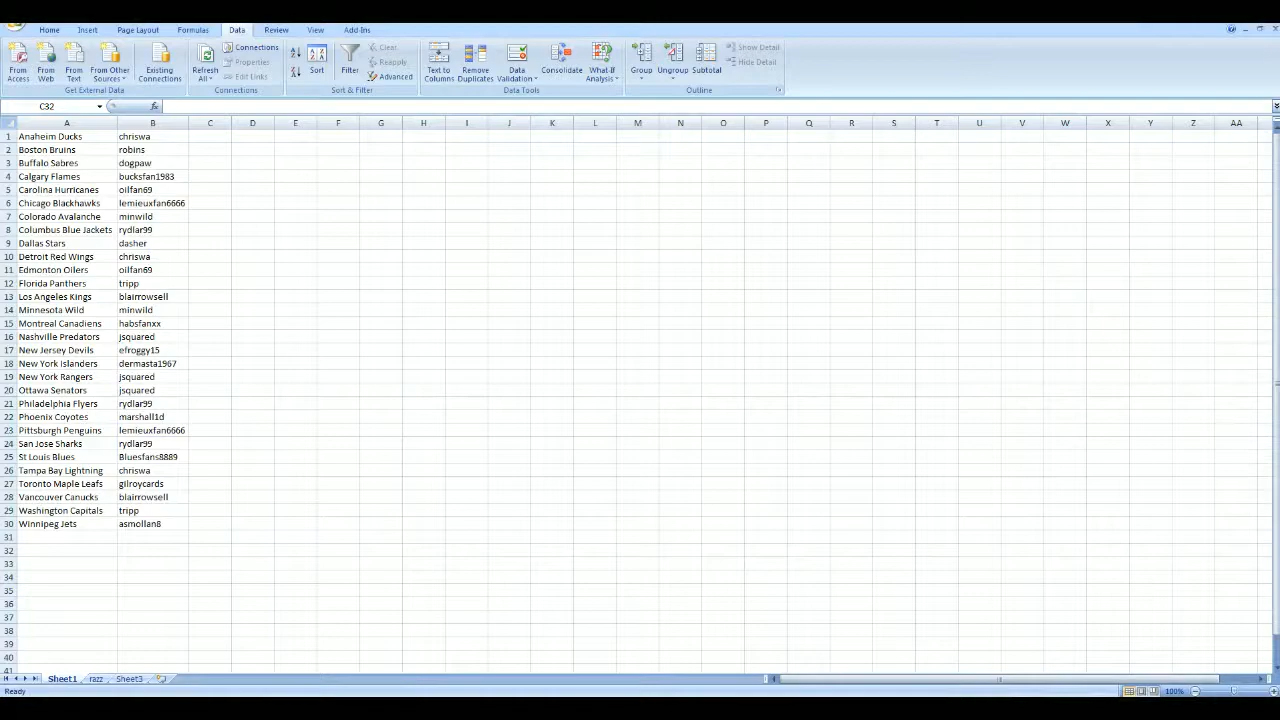 Home Insert Page Layout Formulas Data Review View Add-Ins
From Access From Web From Text From Other Sources Existing Connections Refresh All Connections Properties Edit Links Sort Filter Clear Reapply Advanced Text to Columns Remove Duplicates Data Validation Consolidate What-If Analysis Group Ungroup Subtotal Show Detail Hide Detail
Get External Data Connections Sort & Filter Data Tools Outline
C32 fx
A B C D E F G H I J K L M N O P Q R S T U V W X Y Z AA
1 Anaheim Ducks chriswa
2 Boston Bruins robins
3 Buffalo Sabres dogpaw
4 Calgary Flames bucksfan1983
5 Carolina Hurricanes oilfan69
6 Chicago Blackhawks lemieuxfan6666
7 Colorado Avalanche minwild
8 Columbus Blue Jackets rydlar99
9 Dallas Stars dasher
10 Detroit Red Wings chriswa
11 Edmonton Oilers oilfan69
12 Florida Panthers tripp
13 Los Angeles Kings blairrowsell
14 Minnesota Wild minwild
15 Montreal Canadiens habsfanxx
16 Nashville Predators jsquared
17 New Jersey Devils efroggy15
18 New York Islanders dermasta1967
19 New York Rangers jsquared
20 Ottawa Senators jsquared
21 Philadelphia Flyers rydlar99
22 Phoenix Coyotes marshall1d
23 Pittsburgh Penguins lemieuxfan6666
24 San Jose Sharks rydlar99
25 St Louis Blues Bluesfans8889
26 Tampa Bay Lightning chriswa
27 Toronto Maple Leafs gilroycards
28 Vancouver Canucks blairrowsell
29 Washington Capitals tripp
30 Winnipeg Jets asmollan8
31
32
33
34
35
36
37
38
39
40
41
Sheet1 razz Sheet3
Ready 100%